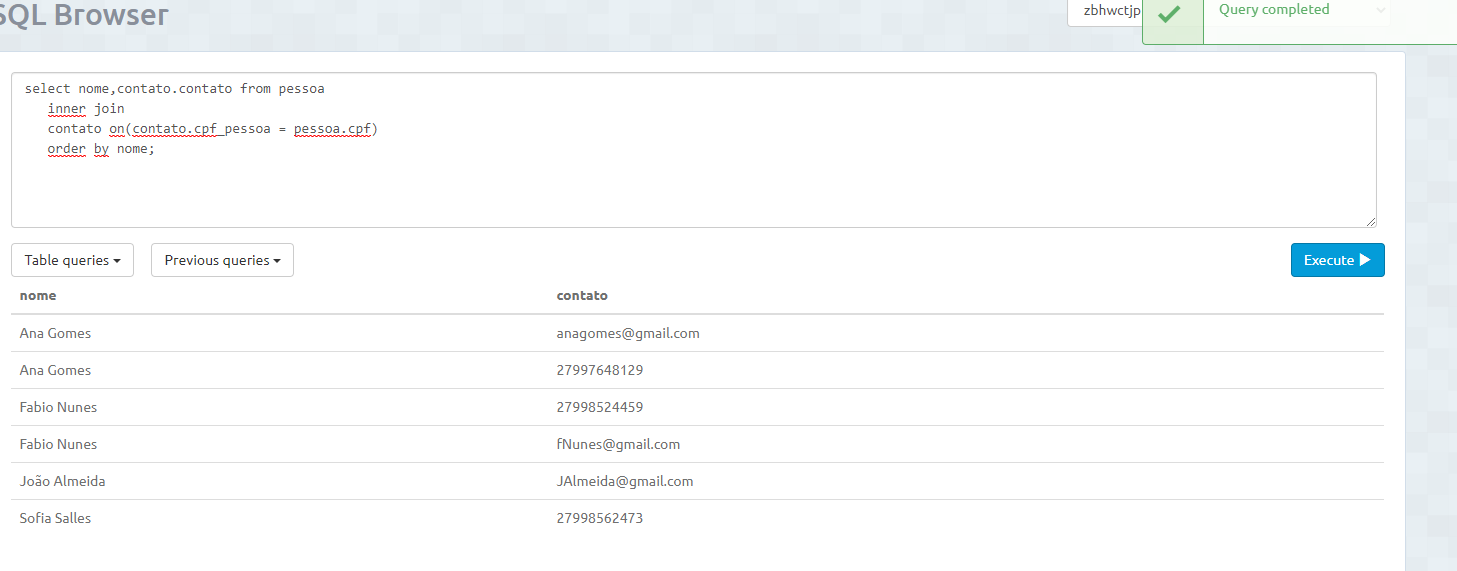 SQL Browser
zbhwctjp
Query completed
select nome,contato.contato from pessoa
inner join
contato on(contato.cpf_pessoa = pessoa.cpf)
order by nome;
Table queries
Previous queries
Execute
nome contato
Ana Gomes anagomes@gmail.com
Ana Gomes 27997648129
Fabio Nunes 27998524459
Fabio Nunes fNunes@gmail.com
João Almeida JAlmeida@gmail.com
Sofia Salles 27998562473